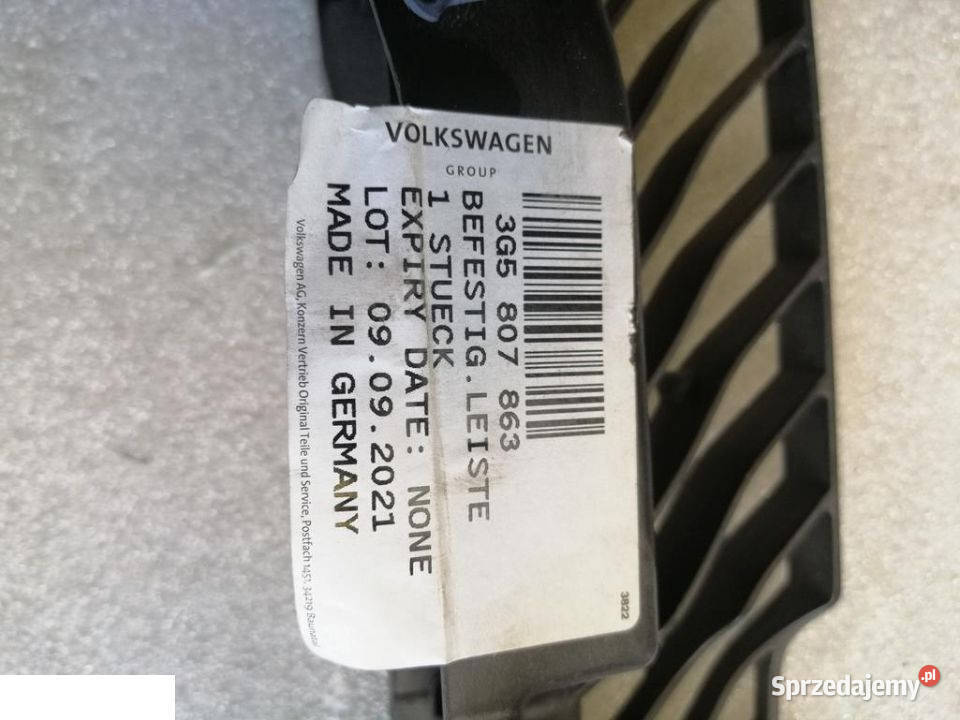 VOLKSWAGEN
GROUP
3G5 807 863
BEFESTIG.LEISTE
1 STUECK
EXPIRY DATE: NONE
LOT: 09.09.2021
MADE IN GERMANY
Volkswagen AG, Konzern Vertrieb Original Teile und Service, Postfach 1451, 34219 Baunatal
3822
Sprzedajemy.pl